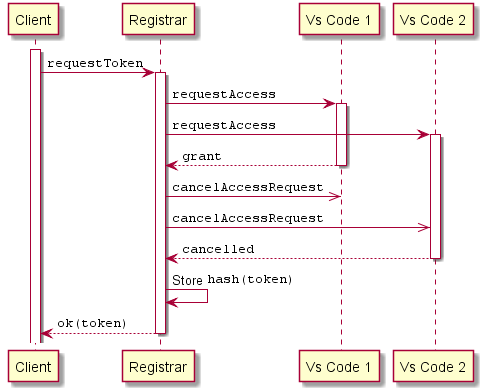 Client Registrar Vs Code 1 Vs Code 2
requestToken
requestAccess
requestAccess
grant
cancelAccessRequest
cancelAccessRequest
cancelled
Store hash(token)
ok(token)
Client Registrar Vs Code 1 Vs Code 2